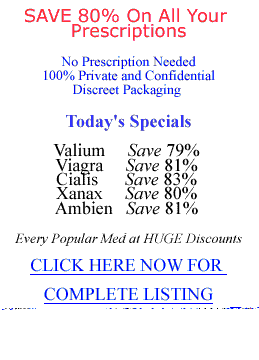 SAVE 80% On All Your
Prescriptions
No Prescription Needed
100% Private and Confidential
Discreet Packaging
Today's Specials
Valium Save 79%
Viagra Save 81%
Cialis Save 83%
Xanax Save 80%
Ambien Save 81%
Every Popular Med at HUGE Discounts
CLICK HERE NOW FOR
COMPLETE LISTING